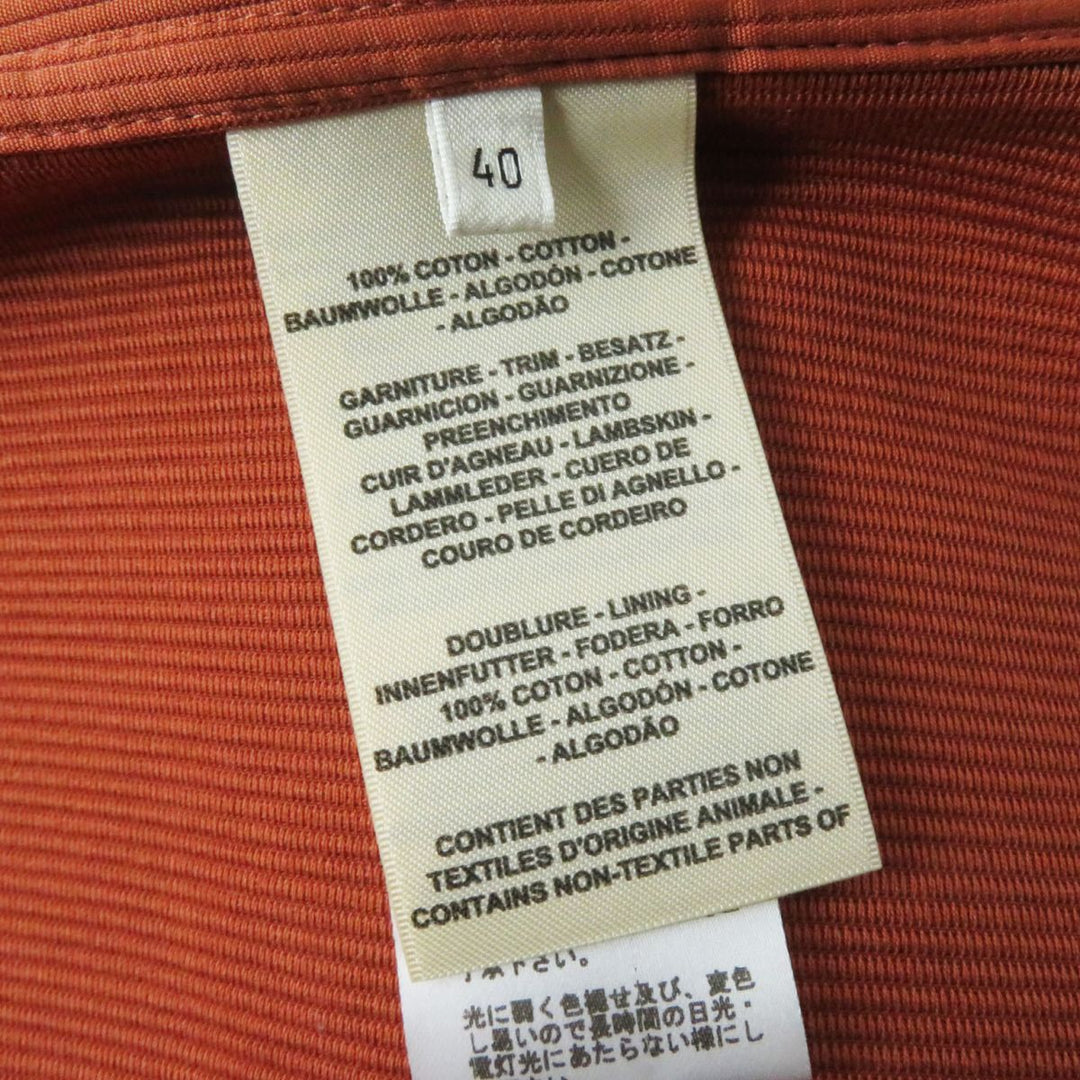 40
100% COTON - COTTON -
BAUMWOLLE - ALGODÓN - COTONE
- ALGODÃO
GARNITURE - TRIM - BESATZ -
GUARNICION - GUARNIZIONE -
PREENCHIMENTO
CUIR D'AGNEAU - LAMBSKIN -
LAMMLEDER - CUERO DE
CORDERO - PELLE DI AGNELLO -
COURO DE CORDEIRO
DOUBLURE - LINING -
INNENFUTTER - FODERA - FORRO
100% COTON - COTTON -
BAUMWOLLE - ALGODÓN - COTONE
- ALGODÃO
CONTIENT DES PARTIES NON
TEXTILES D'ORIGINE ANIMALE -
CONTAINS NON-TEXTILE PARTS OF
下さい。
光に弱く色褪せ及び、変色
し易いので長時間の日光・
電灯光にあたらない様にし